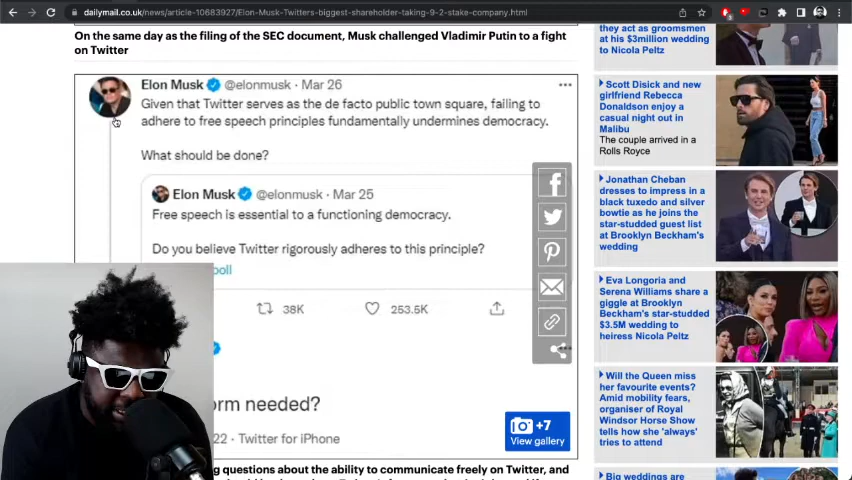 dailymail.co.uk/news/article-10683927/Elon-Musk-Twitters-biggest-shareholder-taking-9-2-stake-company.html
On the same day as the filing of the SEC document, Musk challenged Vladimir Putin to a fight
on Twitter
Elon Musk @elonmusk · Mar 26
Given that Twitter serves as the de facto public town square, failing to
adhere to free speech principles fundamentally undermines democracy.
What should be done?
Elon Musk @elonmusk · Mar 25
Free speech is essential to a functioning democracy.
Do you believe Twitter rigorously adheres to this principle?
poll
38K
253.5K
orm needed?
22 · Twitter for iPhone
+7
View gallery
g questions about the ability to communicate freely on Twitter, and
they act as groomsmen
at his $3million wedding
to Nicola Peltz
Scott Disick and new
girlfriend Rebecca
Donaldson enjoy a
casual night out in
Malibu
The couple arrived in a
Rolls Royce
Jonathan Cheban
dresses to impress in a
black tuxedo and silver
bowtie as he joins the
star-studded guest list
at Brooklyn Beckham's
wedding
Eva Longoria and
Serena Williams share a
giggle at Brooklyn
Beckham's star-studded
$3.5M wedding to
heiress Nicola Peltz
Will the Queen miss
her favourite events?
Amid mobility fears,
organiser of Royal
Windsor Horse Show
tells how she 'always'
tries to attend
Big weddings are